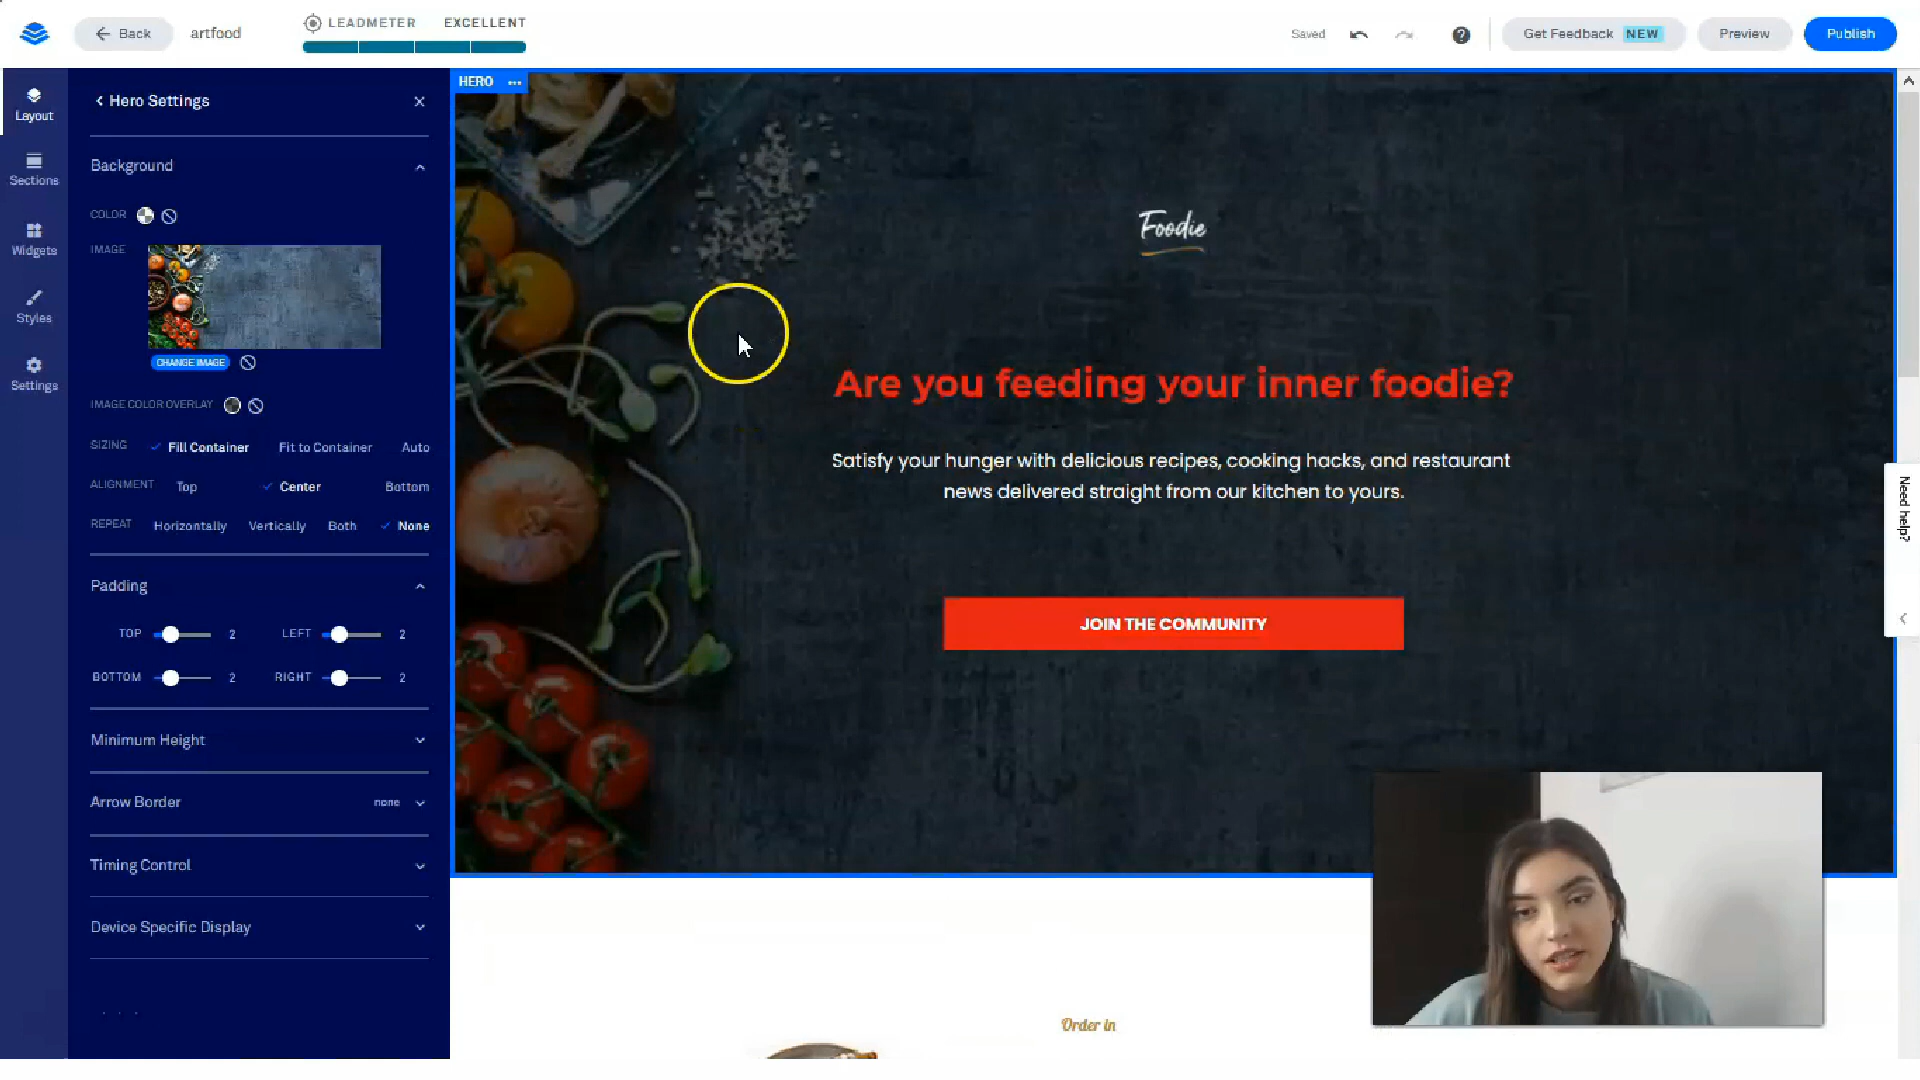 Back
artfood
LEADMETER EXCELLENT
Saved
?
Get Feedback NEW
Preview
Publish
Layout
Sections
Widgets
Styles
Settings
Hero Settings
Background
COLOR
IMAGE
CHANGE IMAGE
IMAGE COLOR OVERLAY
SIZING Fill Container Fit to Container Auto
ALIGNMENT Top Center Bottom
REPEAT Horizontally Vertically Both None
Padding
TOP 2 LEFT 2
BOTTOM 2 RIGHT 2
Minimum Height
Arrow Border none
Timing Control
Device Specific Display
HERO
Foodie
Are you feeding your inner foodie?
Satisfy your hunger with delicious recipes, cooking hacks, and restaurant
news delivered straight from our kitchen to yours.
JOIN THE COMMUNITY
Order in
Need help?